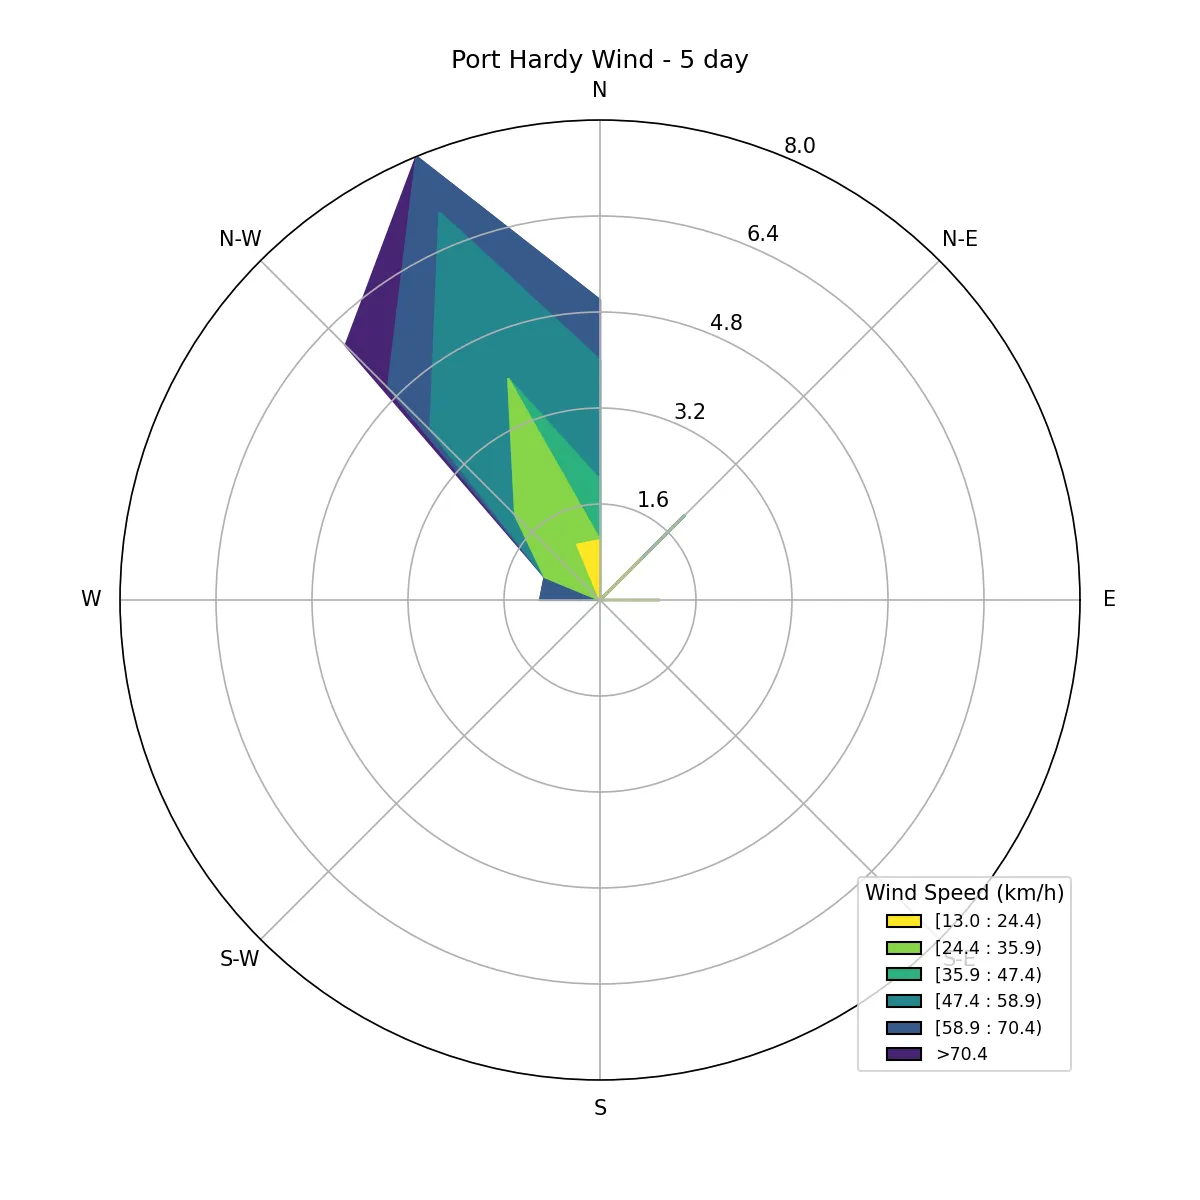 Port Hardy Wind - 5 day
N
8.0
N-W
6.4
N-E
4.8
3.2
1.6
W
E
Wind Speed (km/h)
[13.0 : 24.4)
[24.4 : 35.9)
S-W
S-E
[35.9 : 47.4)
[47.4 : 58.9)
[58.9 : 70.4)
>70.4
S